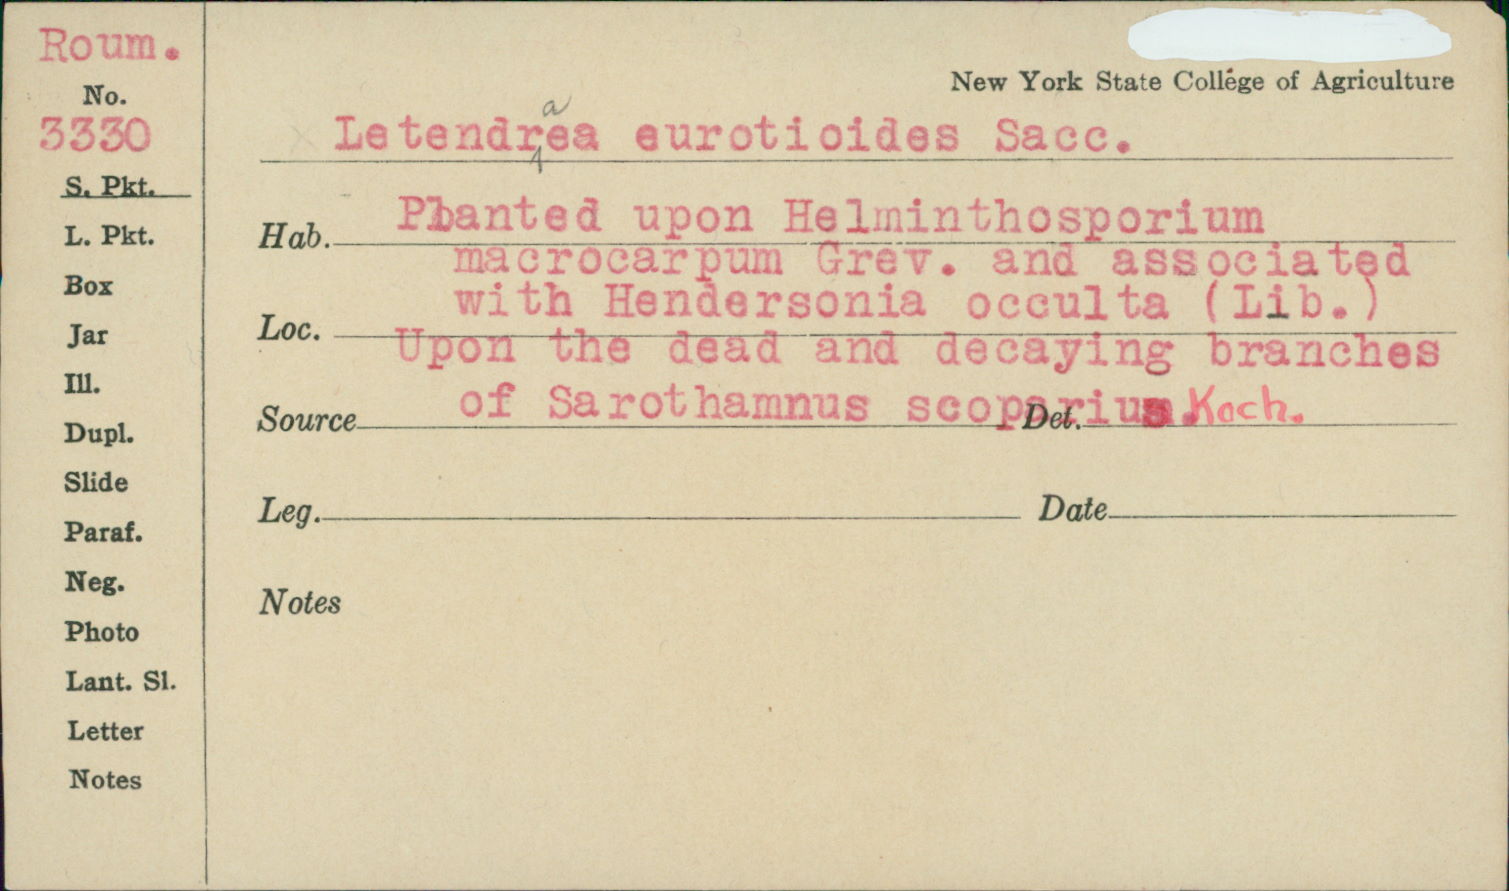 Roum.
No.
3330
S. Pkt.
L. Pkt.
Box
Jar
Ill.
Dupl.
Slide
Paraf.
Neg.
Photo
Lant. Sl.
Letter
Notes
New York State College of Agriculture
Letendraea eurotioides Sacc.
Hab. Planted upon Helminthosporium
macrocarpum Grev. and associated
with Hendersonia occulta (Lib.)
Loc. Upon the dead and decaying branches
Source of Sarothamnus scoparius. Koch. Det.
Leg. Date
Notes